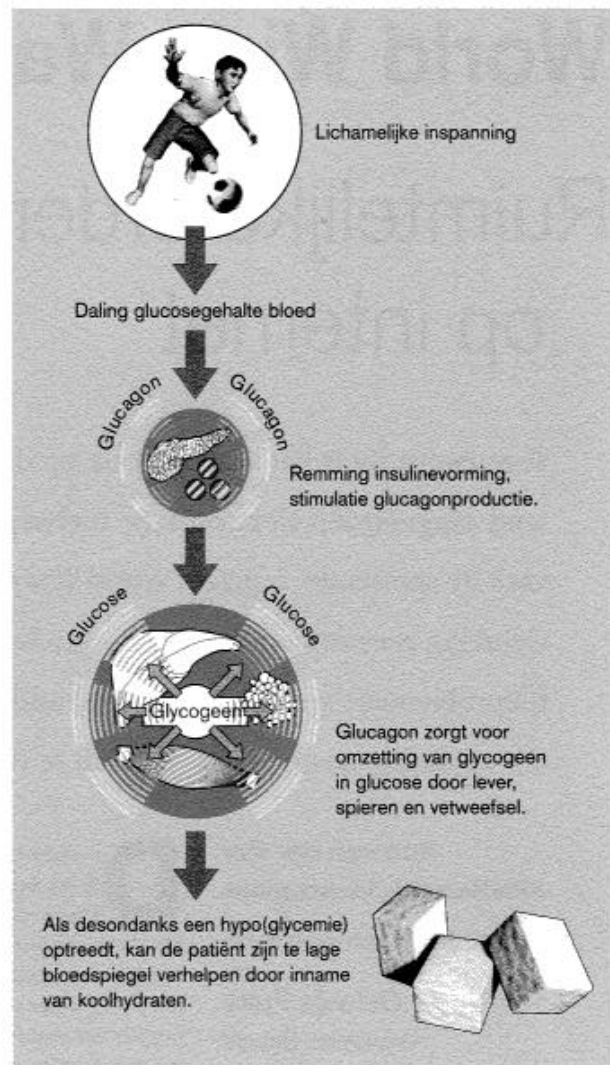 Lichamelijke inspanning
Daling glucosegehalte bloed
Glucagon
Glucagon
Remming insulinevorming,
stimulatie glucagonproductie.
Glucose
Glucose
Glycogeen
Glucagon zorgt voor
omzetting van glycogeen
in glucose door lever,
spieren en vetweefsel.
Als desondanks een hypo(glycemie)
optreedt, kan de patiënt zijn te lage
bloedspiegel verhelpen door inname
van koolhydraten.